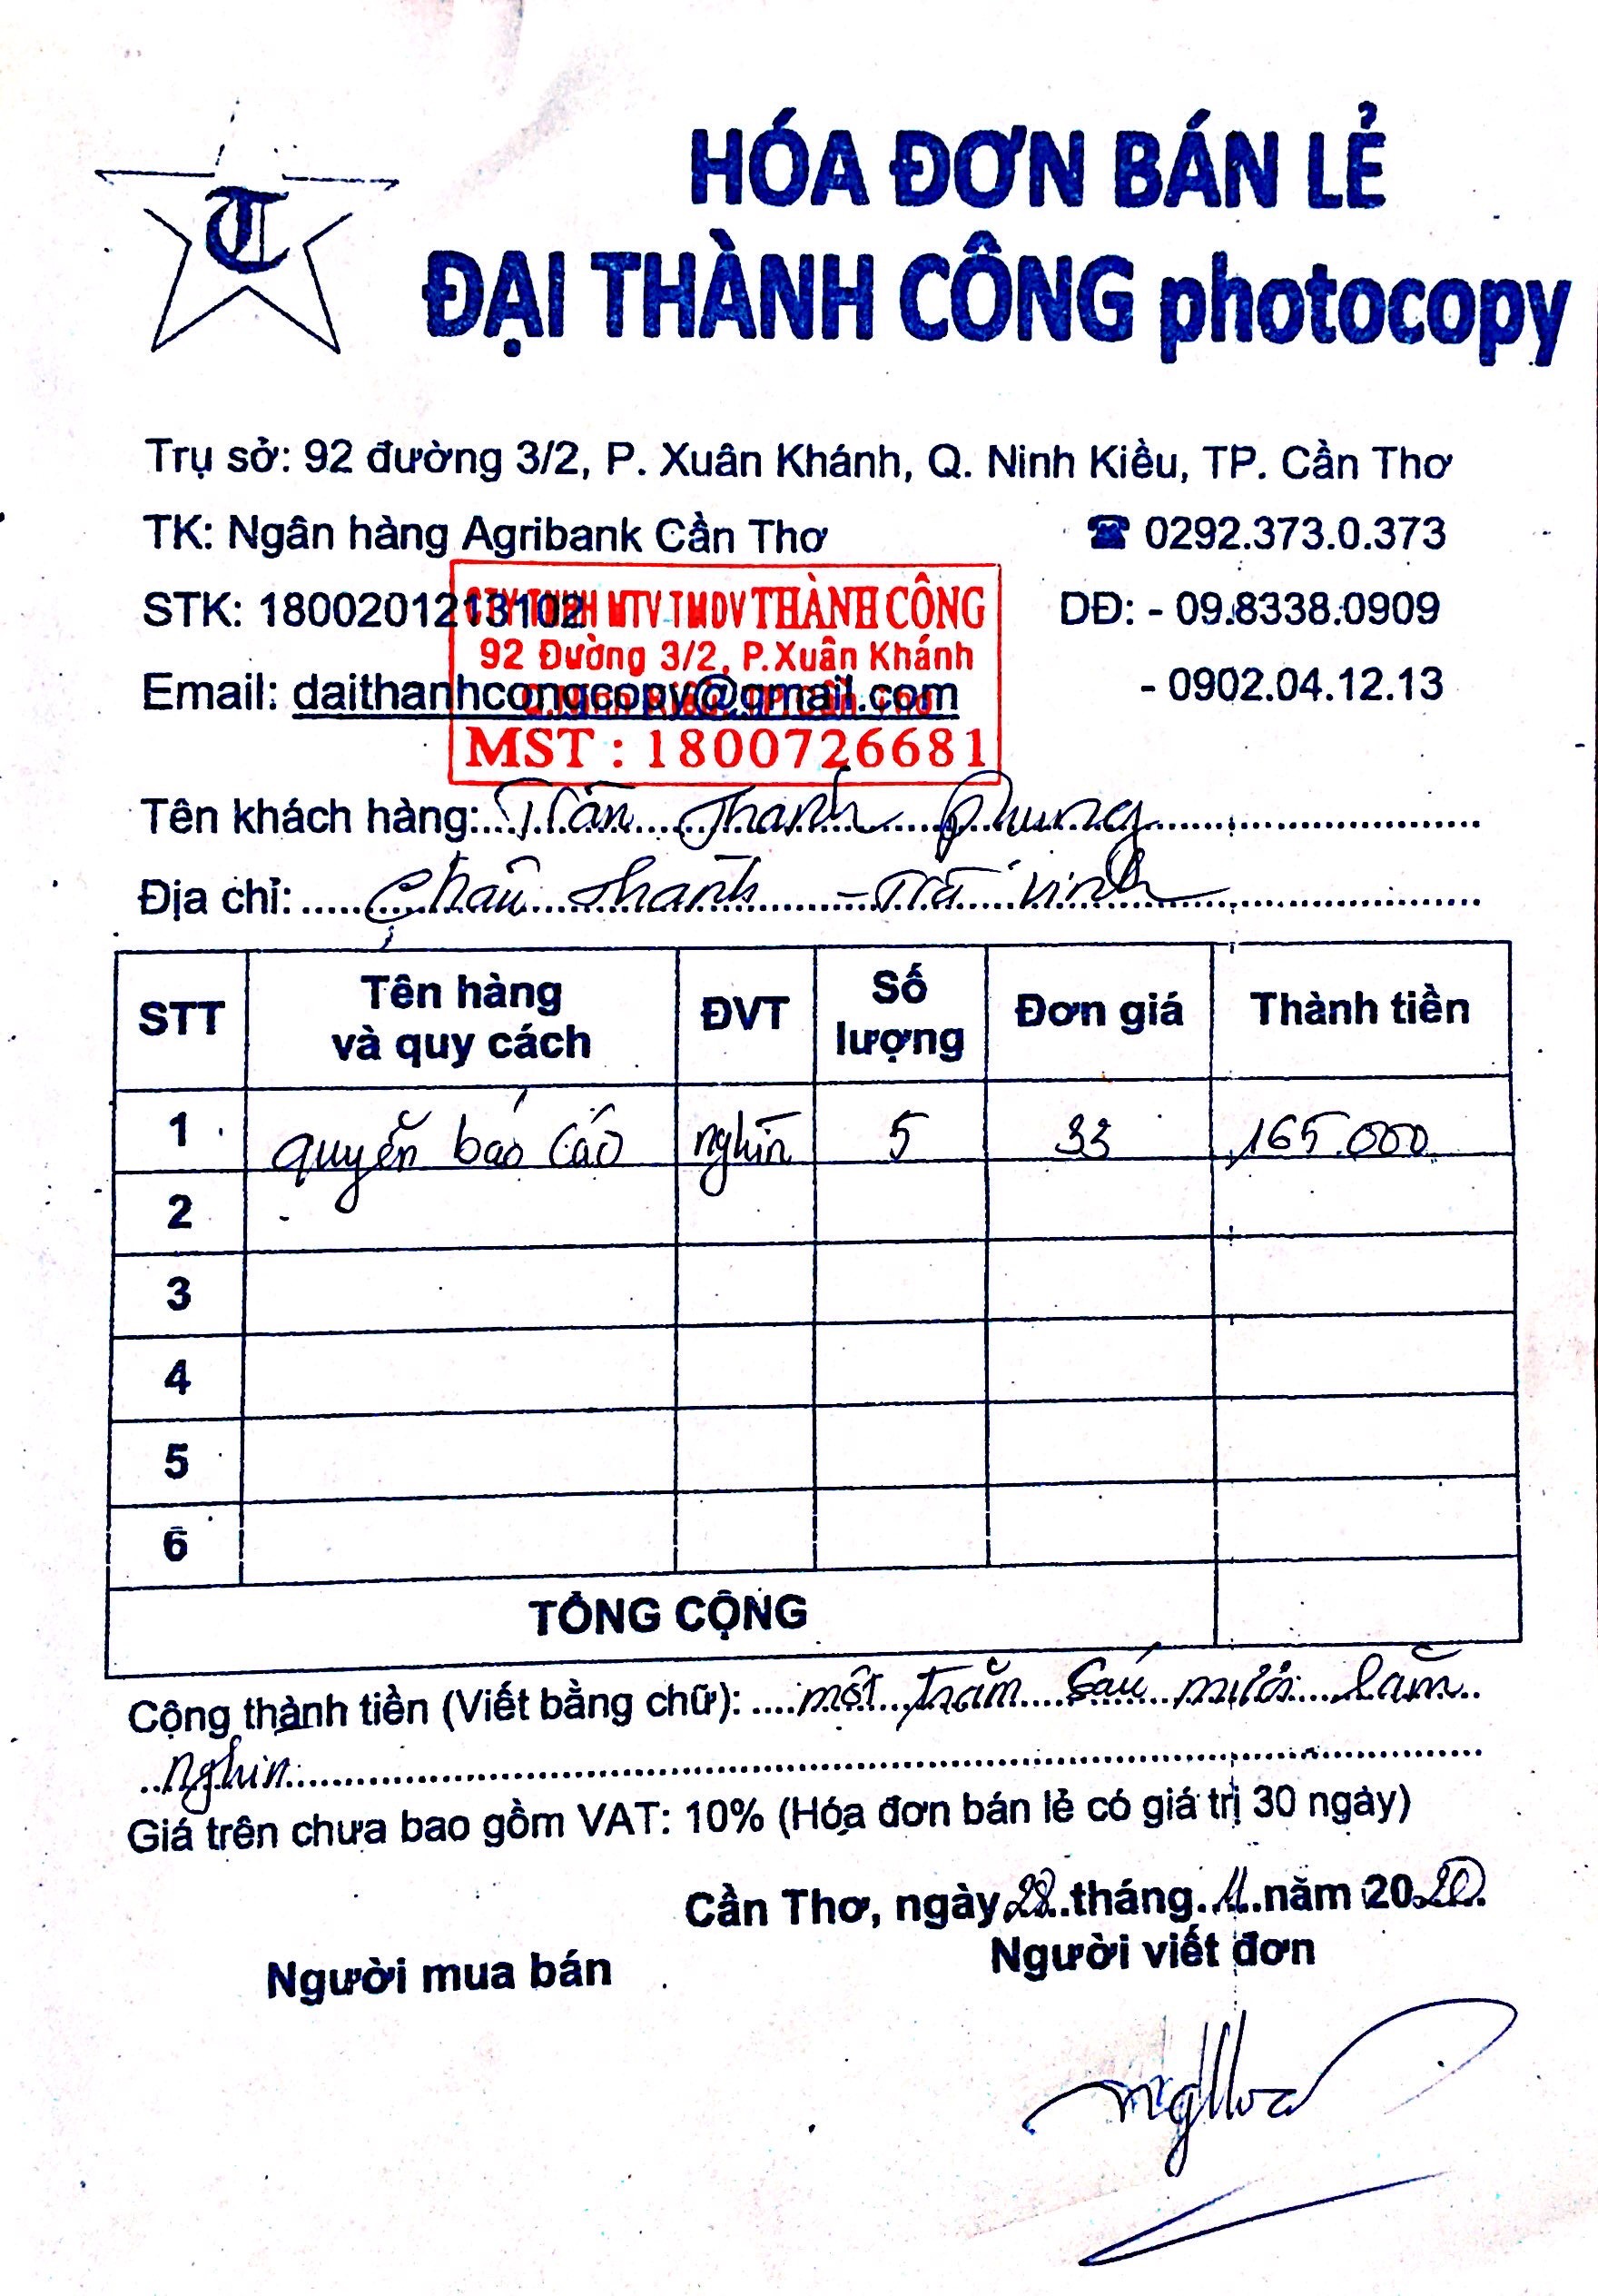 HÓA ĐƠN BÁN LẺ
TC
ĐẠI THÀNH CÔNG photocopy
Trụ sở: 92 đường 3/2, P. Xuân Khánh, Q. Ninh Kiều, TP. Cần Thơ
TK: Ngân hàng Agribank Cần Thơ ☎ 0292.373.0.373
STK: 1800201213102 DĐ: - 09.8338.0909
Email: daithanhcongcopy@gmail.com - 0902.04.12.13
CTY TNHH MTV TMDV THÀNH CÔNG
92 Đường 3/2, P.Xuân Khánh
Q.Ninh Kiều, TP.Cần Thơ
MST : 1800726681
Tên khách hàng: Trần Thanh Phung
Địa chỉ: Châu Thành - Trà Vinh
STT Tên hàng và quy cách ĐVT Số lượng Đơn giá Thành tiền
1 quyển báo cáo nghìn 5 33 165.000
2
3
4
5
6
TỔNG CỘNG
Cộng thành tiền (Viết bằng chữ): một trăm sáu mươi lăm
nghìn
Giá trên chưa bao gồm VAT: 10% (Hóa đơn bán lẻ có giá trị 30 ngày)
Cần Thơ, ngày 28 tháng 11 năm 2020
Người mua bán Người viết đơn